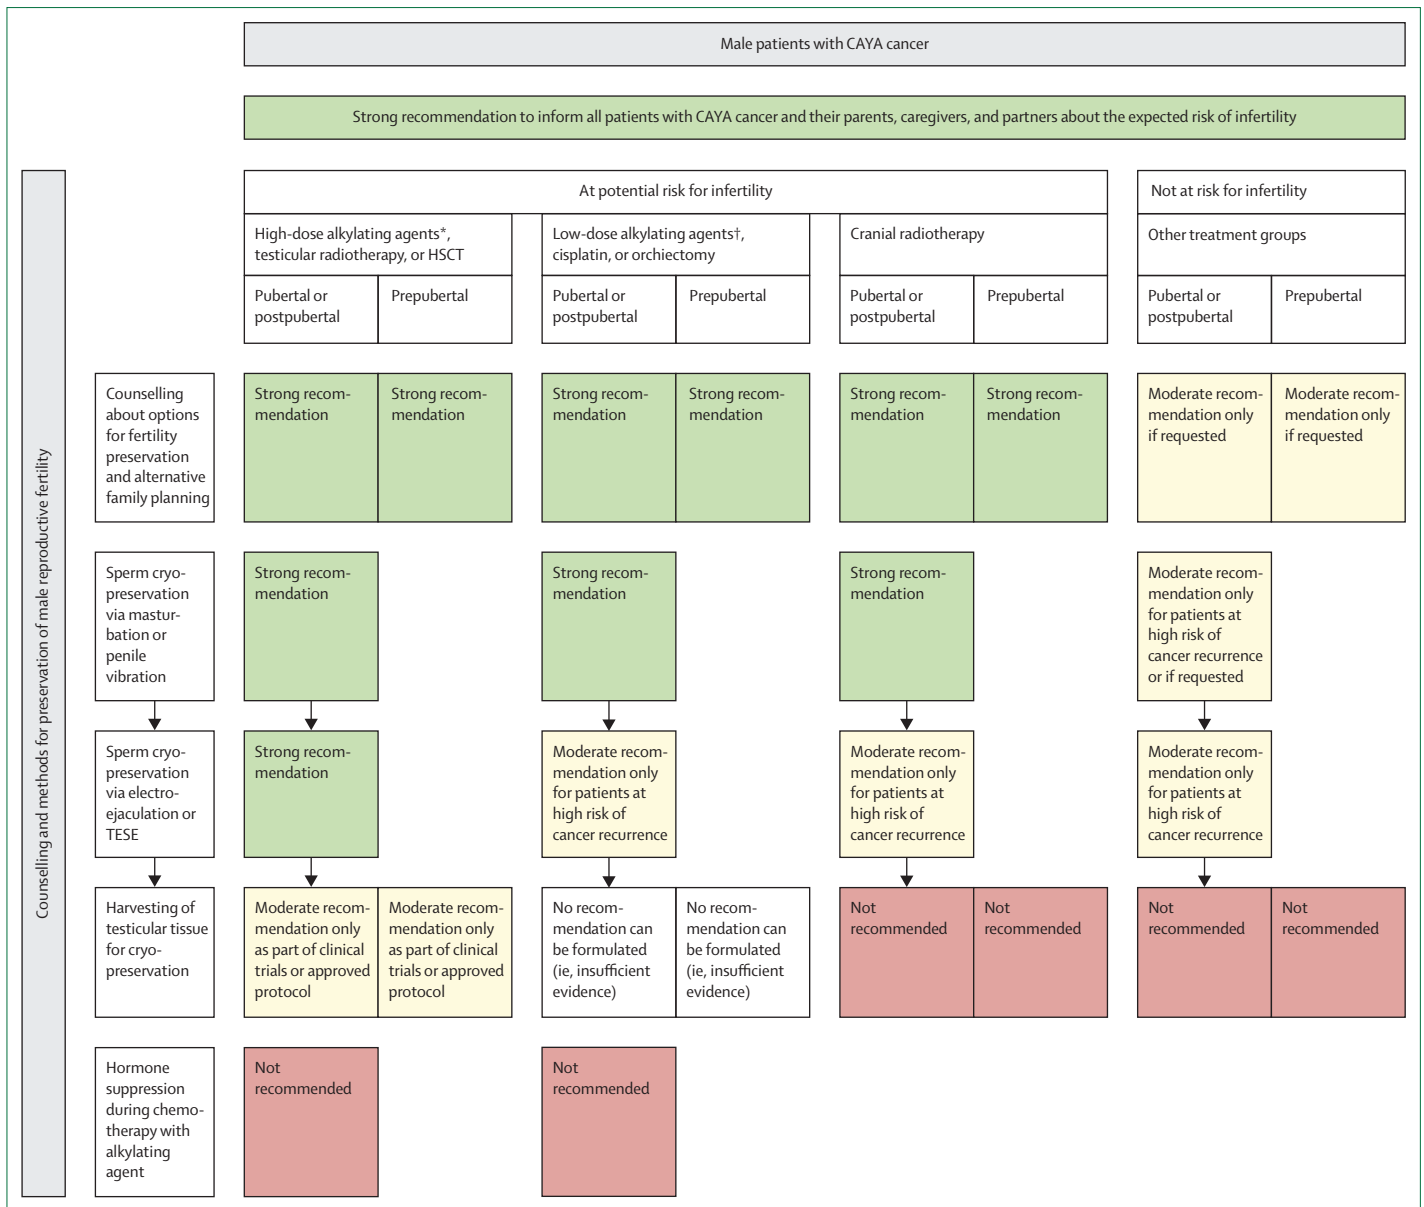 Male patients with CAYA cancer
Strong recommendation to inform all patients with CAYA cancer and their parents, caregivers, and partners about the expected risk of infertility
Counselling and methods for preservation of male reproductive fertility
At potential risk for infertility
Not at risk for infertility
High-dose alkylating agents*,
testicular radiotherapy, or HSCT
Low-dose alkylating agents†,
cisplatin, or orchiectomy
Cranial radiotherapy
Other treatment groups
Pubertal or
postpubertal
Prepubertal
Pubertal or
postpubertal
Prepubertal
Pubertal or
postpubertal
Prepubertal
Pubertal or
postpubertal
Prepubertal
Counselling
about options
for fertility
preservation
and alternative
family planning
Strong recom-
mendation
Strong recom-
mendation
Strong recom-
mendation
Strong recom-
mendation
Strong recom-
mendation
Strong recom-
mendation
Moderate recom-
mendation only
if requested
Moderate recom-
mendation only
if requested
Sperm cryo-
preservation
via mastur-
bation or
penile
vibration
Strong recom-
mendation
Strong recom-
mendation
Strong recom-
mendation
Moderate recom-
mendation only
for patients at
high risk of
cancer recurrence
or if requested
Sperm cryo-
preservation
via electro-
ejaculation or
TESE
Strong recom-
mendation
Moderate recom-
mendation only
for patients at
high risk of
cancer recurrence
Moderate recom-
mendation only
for patients at
high risk of
cancer recurrence
Moderate recom-
mendation only
for patients at
high risk of
cancer recurrence
Harvesting of
testicular tissue
for cryo-
preservation
Moderate recom-
mendation only
as part of clinical
trials or approved
protocol
Moderate recom-
mendation only
as part of clinical
trials or approved
protocol
No recom-
mendation can
be formulated
(ie, insufficient
evidence)
No recom-
mendation can
be formulated
(ie, insufficient
evidence)
Not
recommended
Not
recommended
Not
recommended
Not
recommended
Hormone
suppression
during chemo-
therapy with
alkylating
agent
Not
recommended
Not
recommended